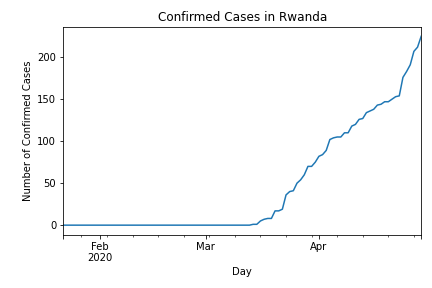 Confirmed Cases in Rwanda
200
150
100
50
0
Number of Confirmed Cases
Feb
2020
Mar
Apr
Day